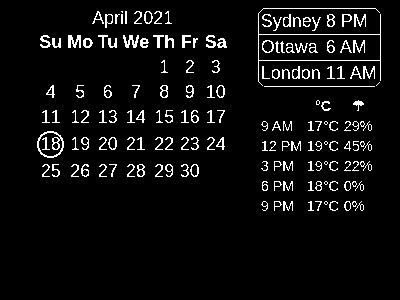 April 2021
Su Mo Tu We Th Fr Sa
1 2 3
4 5 6 7 8 9 10
11 12 13 14 15 16 17
18 19 20 21 22 23 24
25 26 27 28 29 30
Sydney 8 PM
Ottawa 6 AM
London 11 AM
°C ☂
9 AM 17°C 29%
12 PM 19°C 45%
3 PM 19°C 22%
6 PM 18°C 0%
9 PM 17°C 0%